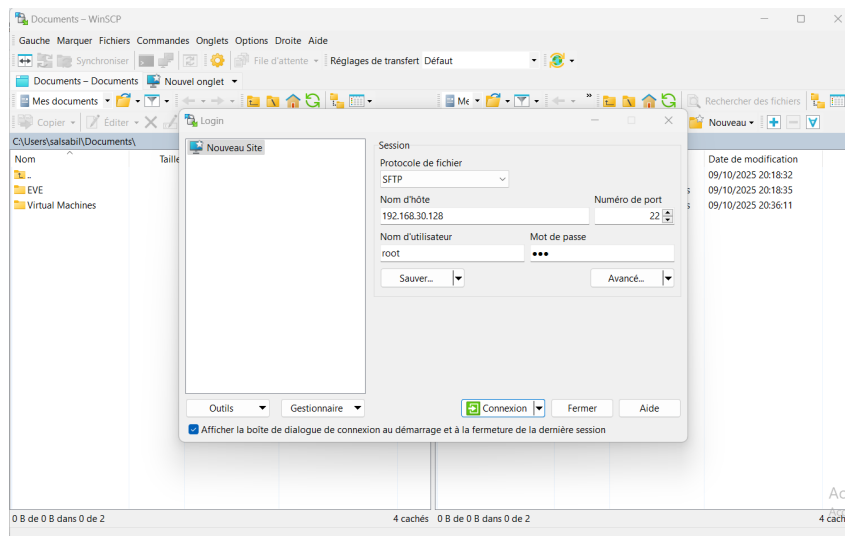 Documents – WinSCP
Gauche Marquer Fichiers Commandes Onglets Options Droite Aide
Synchroniser File d'attente Réglages de transfert Défaut
Documents – Documents Nouvel onglet
Mes documents Me » Rechercher des fichiers
Copier Éditer Login Nouveau
C:\Users\salsabil\Documents\
Nom Taille Date de modification
.. 09/10/2025 20:18:32
EVE 09/10/2025 20:18:35
Virtual Machines 09/10/2025 20:36:11
Nouveau Site
Session
Protocole de fichier
SFTP
Nom d'hôte Numéro de port
192.168.30.128 22
Nom d'utilisateur Mot de passe
root •••
Sauver... Avancé...
Outils Gestionnaire Connexion Fermer Aide
Afficher la boîte de dialogue de connexion au démarrage et à la fermeture de la dernière session
0 B de 0 B dans 0 de 2 4 cachés 0 B de 0 B dans 0 de 2